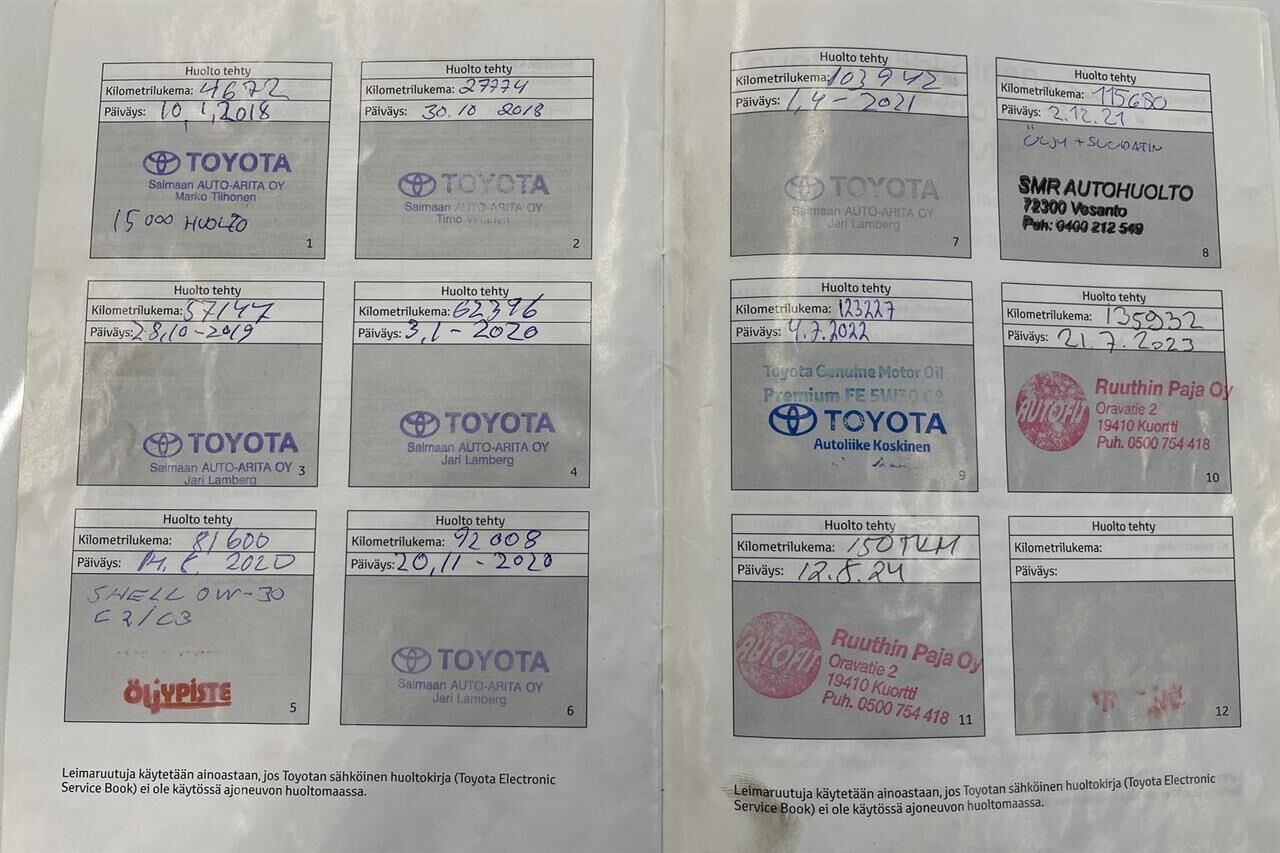 Huolto tehty
Kilometrilukema: 4672
Päiväys: 10,1,2018
TOYOTA
Saimaan AUTO-ARITA OY
Marko Tilhonen
15 000 HUOLTO
1
Huolto tehty
Kilometrilukema: 27774
Päiväys: 30.10 2018
TOYOTA
Saimaan AUTO-ARITA OY
Timo
2
Huolto tehty
Kilometrilukema: 57147
Päiväys: 28,10-2019
TOYOTA
Saimaan AUTO-ARITA OY
Jari Lamberg
3
Huolto tehty
Kilometrilukema: 62396
Päiväys: 3,1-2020
TOYOTA
Saimaan AUTO-ARITA OY
Jari Lamberg
4
Huolto tehty
Kilometrilukema: 81600
Päiväys: 2020
SHELL 0W-30
C2/C3
ÖLJYPISTE
5
Huolto tehty
Kilometrilukema: 92008
Päiväys: 20,11-2020
TOYOTA
Saimaan AUTO-ARITA OY
Jari Lamberg
6
Leimaruutuja käytetään ainoastaan, jos Toyotan sähköinen huoltokirja (Toyota Electronic
Service Book) ei ole käytössä ajoneuvon huoltomaassa.
Huolto tehty
Kilometrilukema: 103942
Päiväys: 1,4-2021
TOYOTA
Saimaan AUTO-ARITA OY
Jari Lamberg
7
Huolto tehty
Kilometrilukema: 115680
Päiväys: 2.12.21
ÖLJY + SUODATIN
SMR AUTOHUOLTO
72300 Vesanto
Puh: 0400 212 549
8
Huolto tehty
Kilometrilukema: 123227
Päiväys: 4.7.2022
Toyota Genuine Motor Oil
Premium FE 5W30 C2
TOYOTA
Autoliike Koskinen
9
Huolto tehty
Kilometrilukema: 135932
Päiväys: 21.7.2023
AUTOFIT
Ruuthin Paja Oy
Oravatie 2
19410 Kuortti
Puh. 0500 754 418
10
Huolto tehty
Kilometrilukema: 150TKM
Päiväys: 12.8.24
AUTOFIT
Ruuthin Paja Oy
Oravatie 2
19410 Kuortti
Puh. 0500 754 418
11
Huolto tehty
Kilometrilukema:
Päiväys:
12
Leimaruutuja käytetään ainoastaan, jos Toyotan sähköinen huoltokirja (Toyota Electronic
Service Book) ei ole käytössä ajoneuvon huoltomaassa.